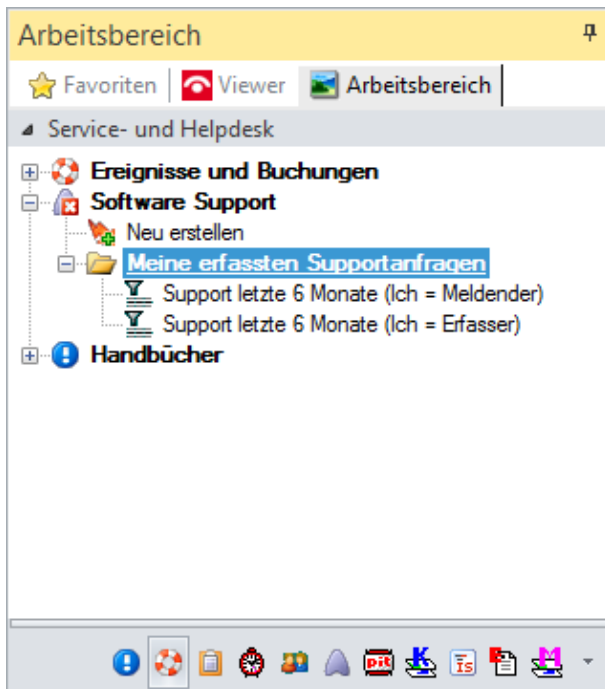 Arbeitsbereich
Favoriten Viewer Arbeitsbereich
Service- und Helpdesk
Ereignisse und Buchungen
Software Support
Neu erstellen
Meine erfassten Supportanfragen
Support letzte 6 Monate (Ich = Meldender)
Support letzte 6 Monate (Ich = Erfasser)
Handbücher
pit K Is M